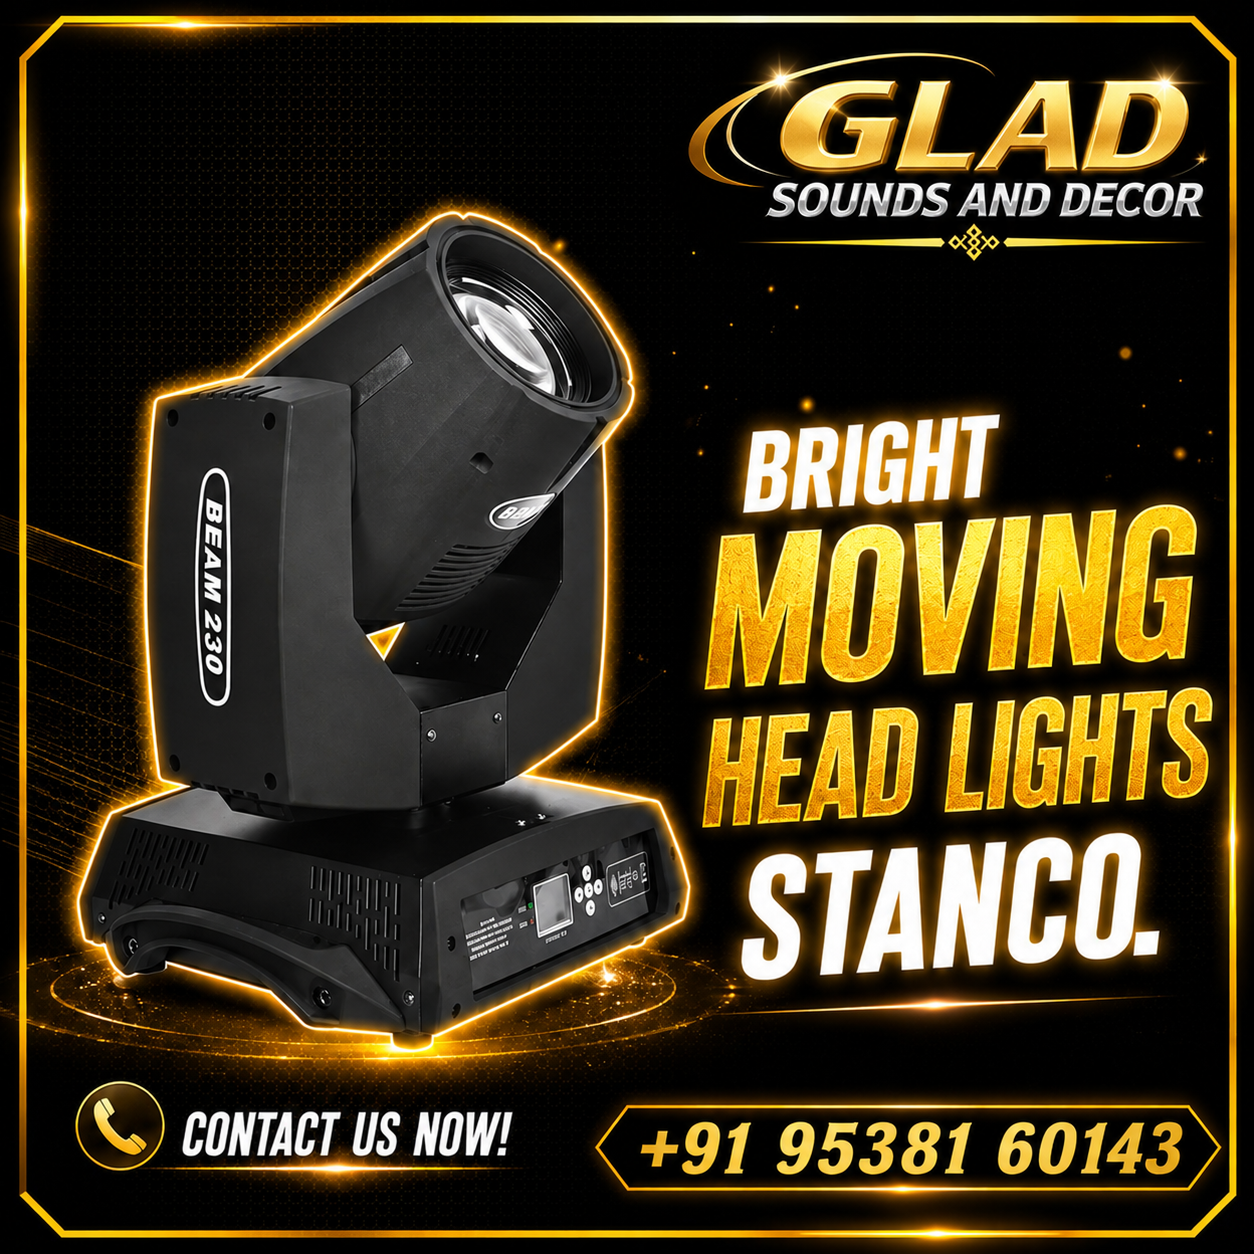 GLAD
SOUNDS AND DECOR
BEAM 230
BRIGHT
MOVING
HEAD LIGHTS
STANCO.
CONTACT US NOW!
+91 95381 60143